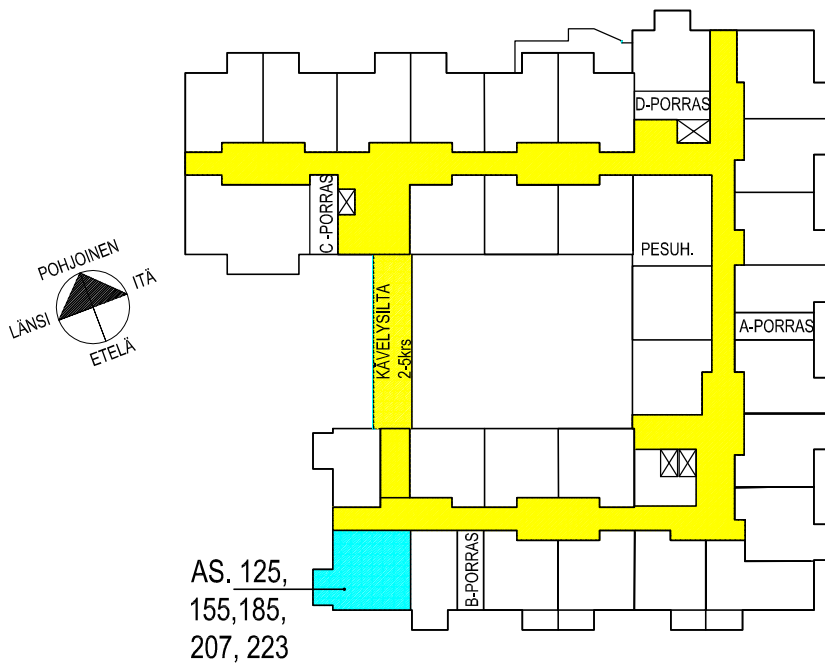 D-PORRAS
C-PORRAS
PESUH.
POHJOINEN
ITÄ
LÄNSI
ETELÄ
KÄVELYSILTA
2-5krs
A-PORRAS
B-PORRAS
AS. 125,
155,185,
207, 223